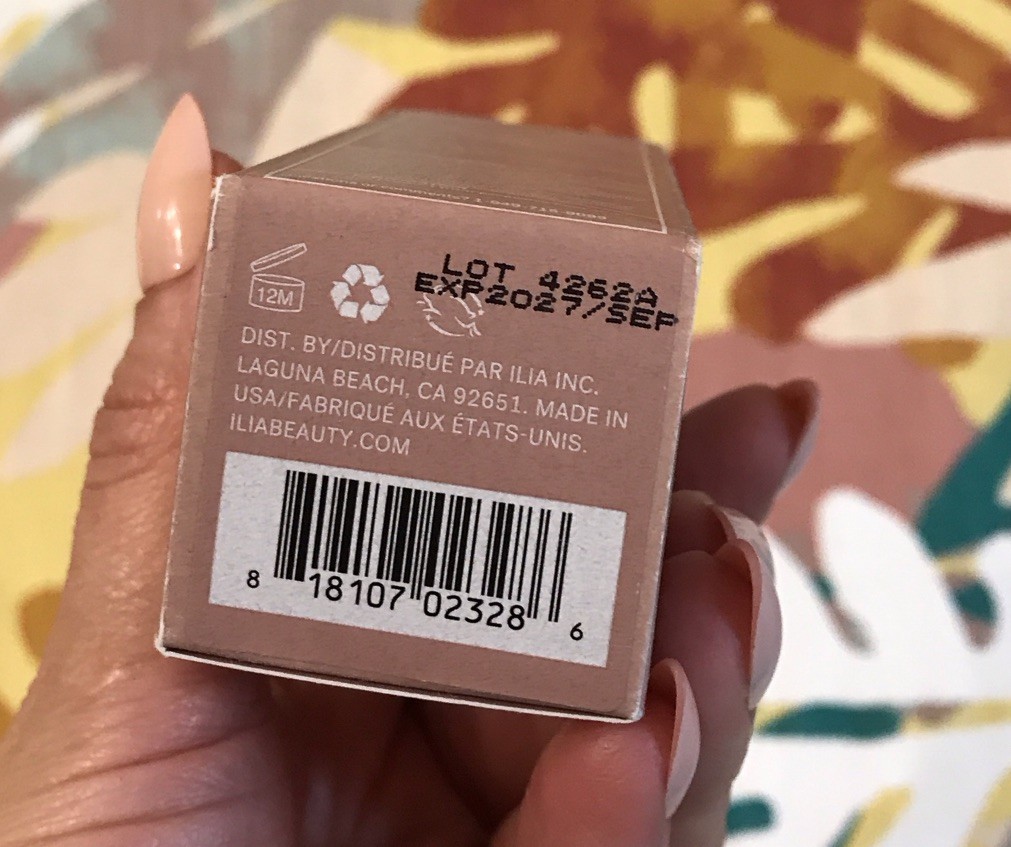 12M
LOT 4262A
EXP2027/SEP
DIST. BY/DISTRIBUÉ PAR ILIA INC.
LAGUNA BEACH, CA 92651. MADE IN
USA/FABRIQUÉ AUX ÉTATS-UNIS.
ILIABEAUTY.COM
8 18107 02328 6